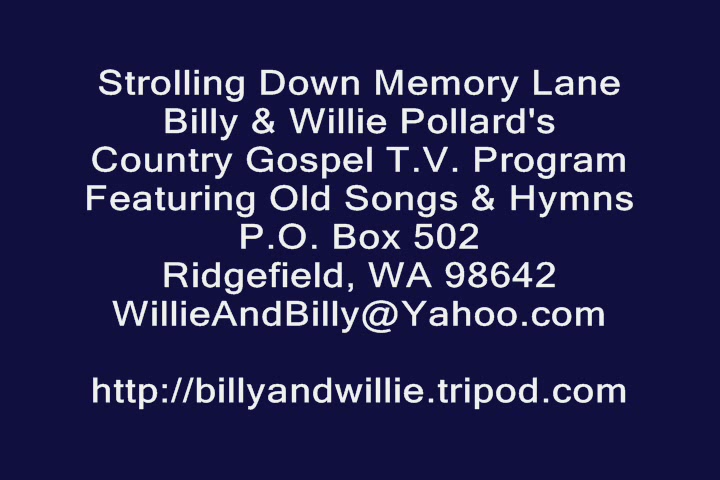 Strolling Down Memory Lane
Billy & Willie Pollard's
Country Gospel T.V. Program
Featuring Old Songs & Hymns
P.O. Box 502
Ridgefield, WA 98642
WillieAndBilly@Yahoo.com
http://billyandwillie.tripod.com